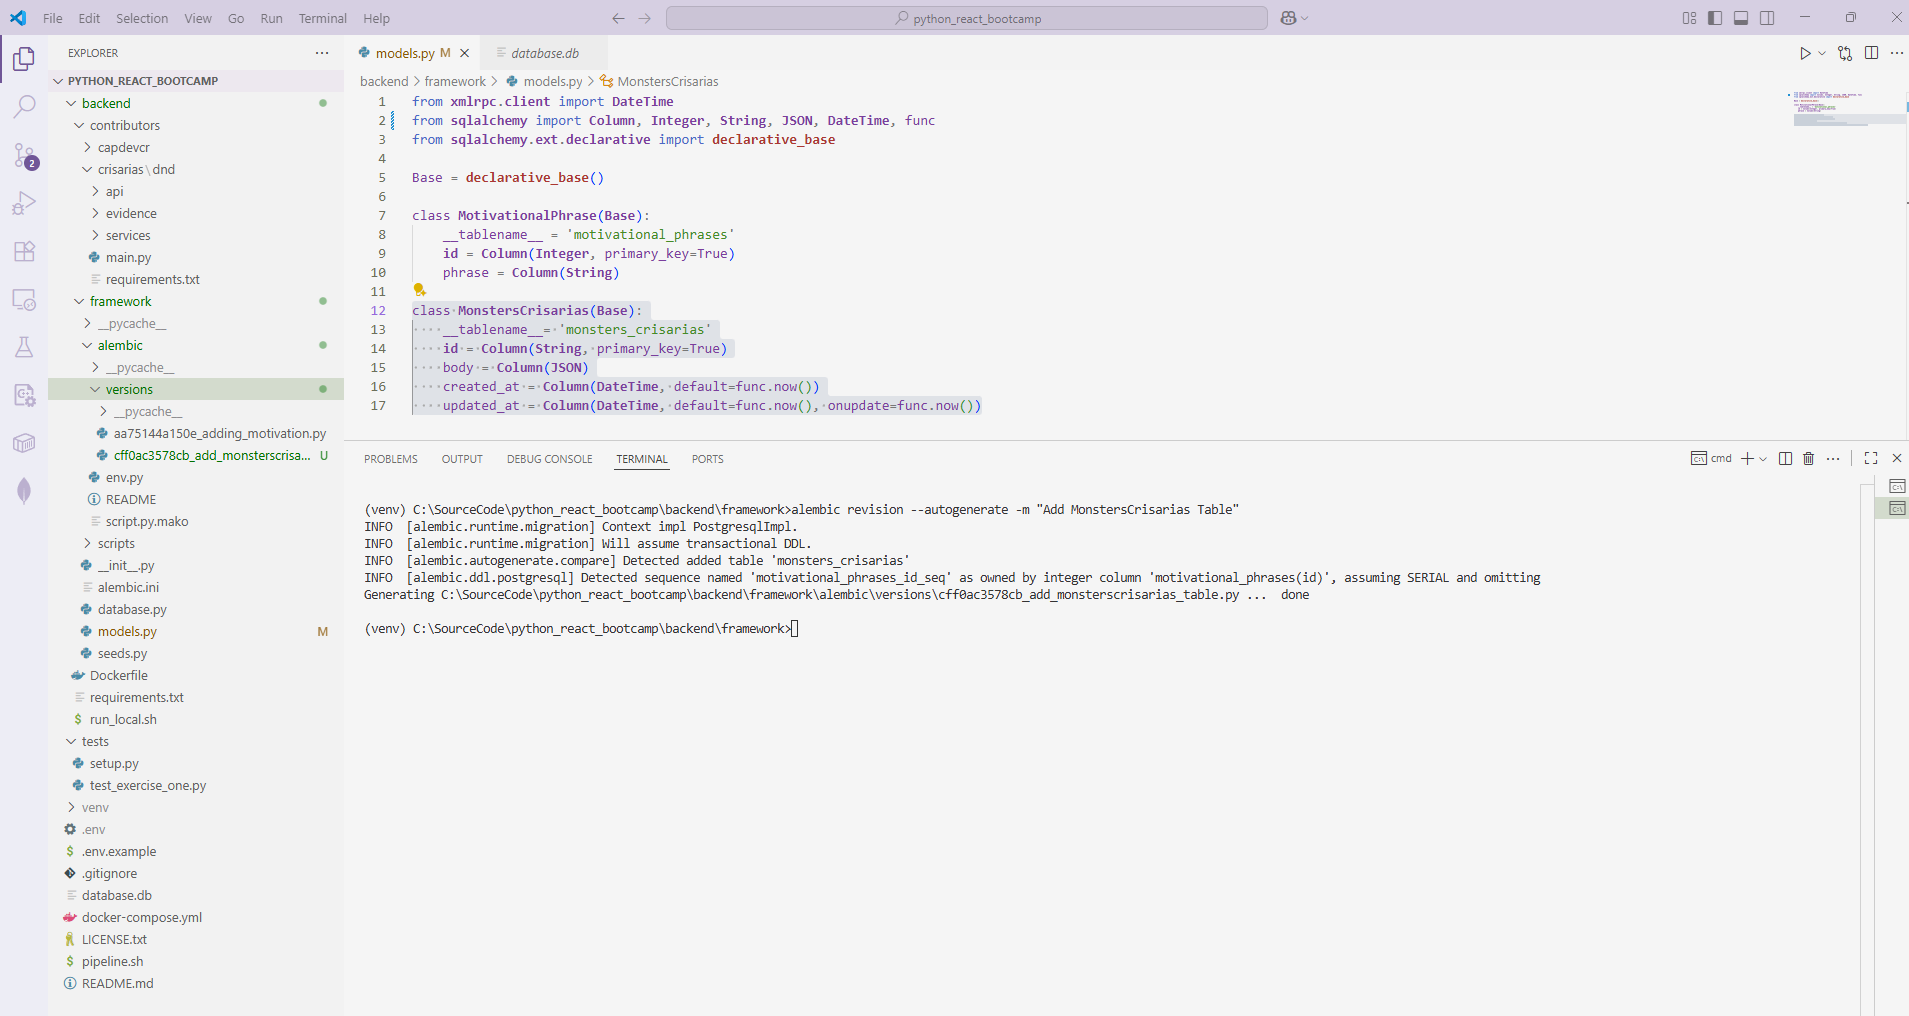 File Edit Selection View Go Run Terminal Help
python_react_bootcamp
EXPLORER
PYTHON_REACT_BOOTCAMP
backend
contributors
capdevcr
crisarias\dnd
api
evidence
services
main.py
requirements.txt
framework
__pycache__
alembic
__pycache__
versions
__pycache__
aa75144a150e_adding_motivation.py
cff0ac3578cb_add_monsterscrisa... U
env.py
README
script.py.mako
scripts
__init__.py
alembic.ini
database.py
models.py M
seeds.py
Dockerfile
requirements.txt
run_local.sh
tests
setup.py
test_exercise_one.py
venv
.env
.env.example
.gitignore
database.db
docker-compose.yml
LICENSE.txt
pipeline.sh
README.md
2
models.py M
database.db
backend > framework > models.py > MonstersCrisarias
1 from xmlrpc.client import DateTime
2 from sqlalchemy import Column, Integer, String, JSON, DateTime, func
3 from sqlalchemy.ext.declarative import declarative_base
4
5 Base = declarative_base()
6
7 class MotivationalPhrase(Base):
8 __tablename__ = 'motivational_phrases'
9 id = Column(Integer, primary_key=True)
10 phrase = Column(String)
11
12 class MonstersCrisarias(Base):
13 __tablename__= 'monsters_crisarias'
14 id = Column(String, primary_key=True)
15 body = Column(JSON)
16 created_at = Column(DateTime, default=func.now())
17 updated_at = Column(DateTime, default=func.now(), onupdate=func.now())
PROBLEMS OUTPUT DEBUG CONSOLE TERMINAL PORTS
cmd
(venv) C:\SourceCode\python_react_bootcamp\backend\framework>alembic revision --autogenerate -m "Add MonstersCrisarias Table"
INFO [alembic.runtime.migration] Context impl PostgresqlImpl.
INFO [alembic.runtime.migration] Will assume transactional DDL.
INFO [alembic.autogenerate.compare] Detected added table 'monsters_crisarias'
INFO [alembic.ddl.postgresql] Detected sequence named 'motivational_phrases_id_seq' as owned by integer column 'motivational_phrases(id)', assuming SERIAL and omitting
Generating C:\SourceCode\python_react_bootcamp\backend\framework\alembic\versions\cff0ac3578cb_add_monsterscrisarias_table.py ... done
(venv) C:\SourceCode\python_react_bootcamp\backend\framework>